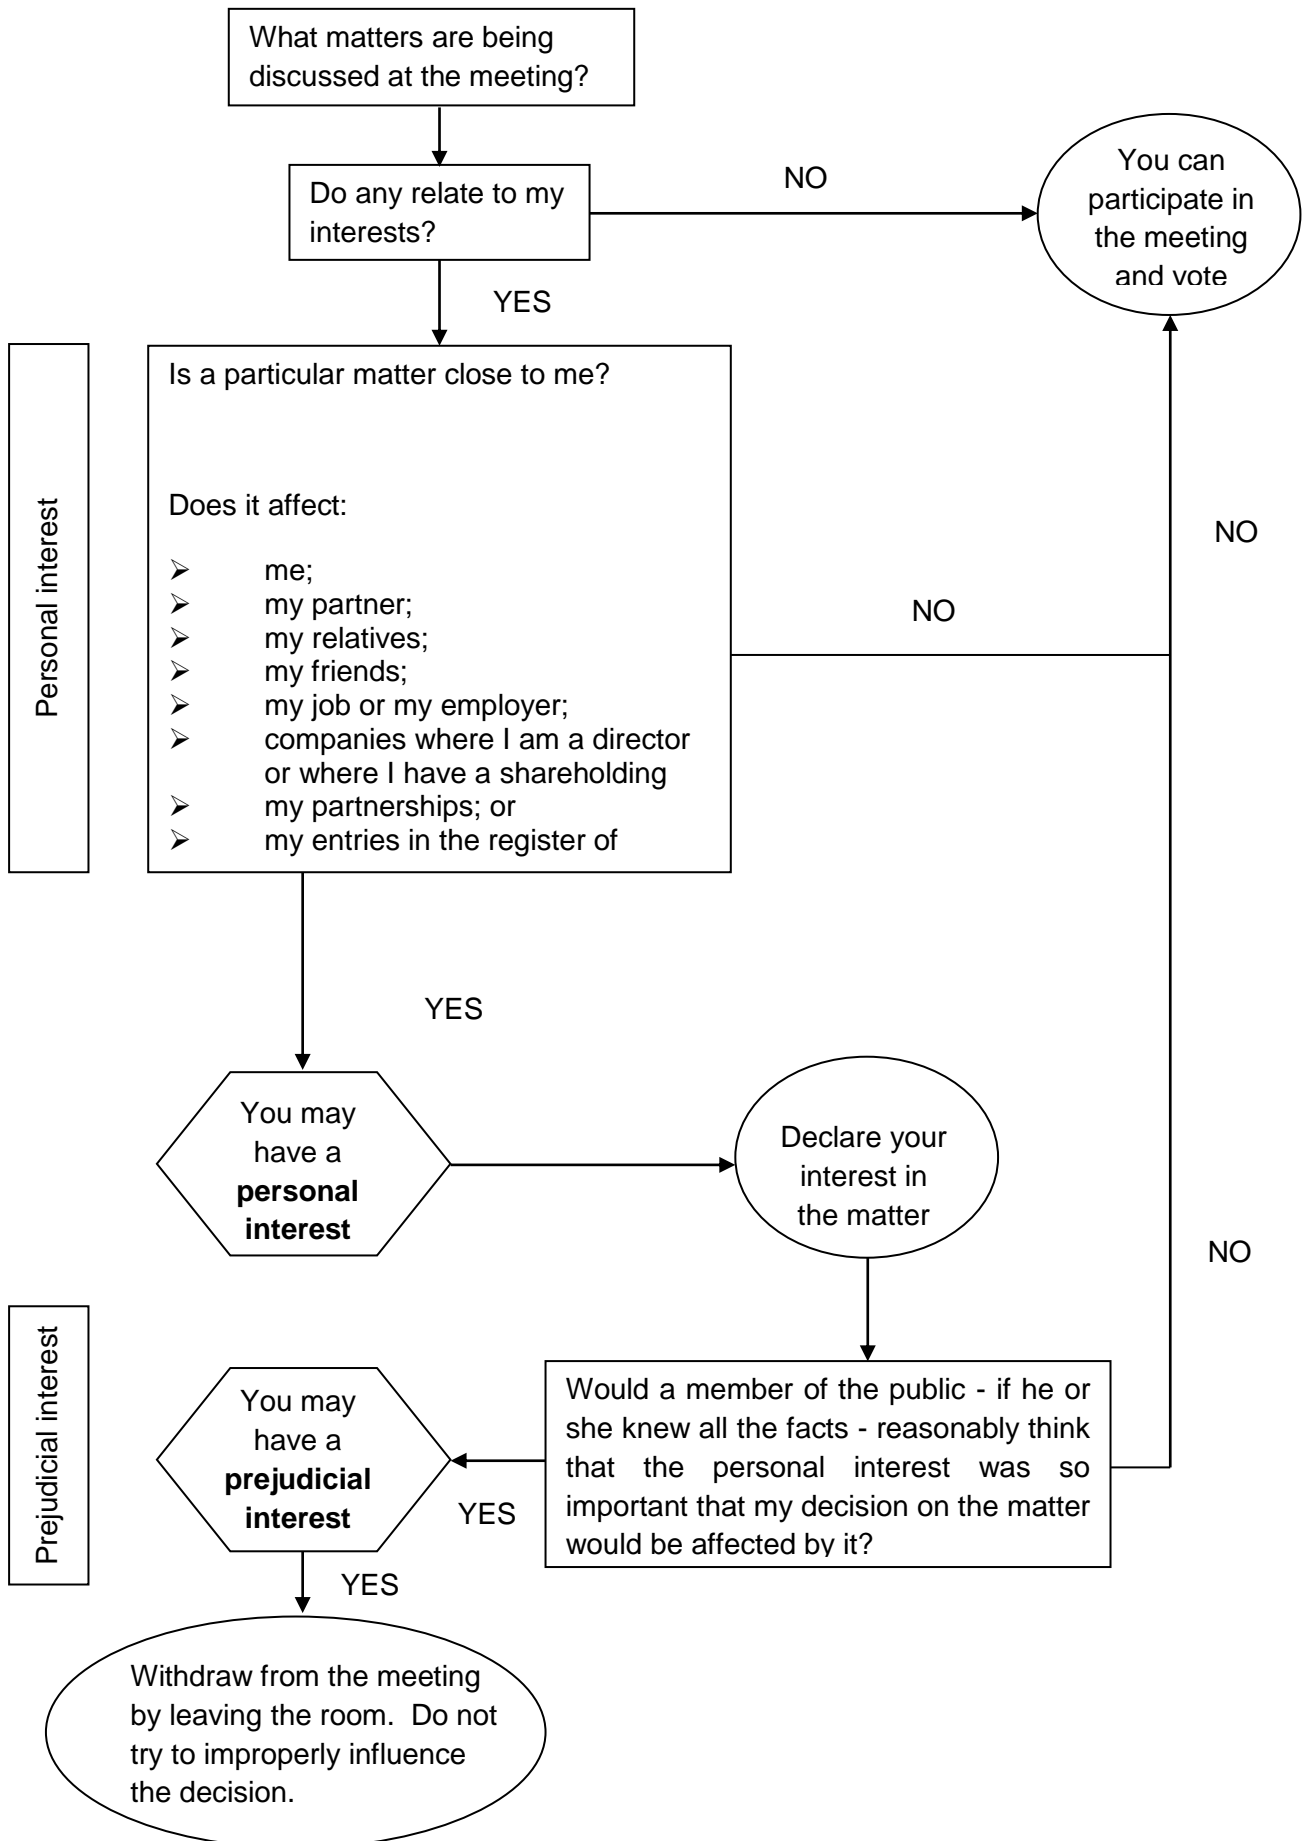 What matters are being
discussed at the meeting?
Do any relate to my
interests?
NO
You can
participate in
the meeting
and vote
YES
Personal interest
Is a particular matter close to me?
Does it affect:
➢ me;
➢ my partner;
➢ my relatives;
➢ my friends;
➢ my job or my employer;
➢ companies where I am a director
or where I have a shareholding
➢ my partnerships; or
➢ my entries in the register of
NO
NO
YES
You may
have a
personal
interest
Declare your
interest in
the matter
NO
Prejudicial interest
You may
have a
prejudicial
interest
YES
Would a member of the public - if he or
she knew all the facts - reasonably think
that the personal interest was so
important that my decision on the matter
would be affected by it?
YES
Withdraw from the meeting
by leaving the room.  Do not
try to improperly influence
the decision.